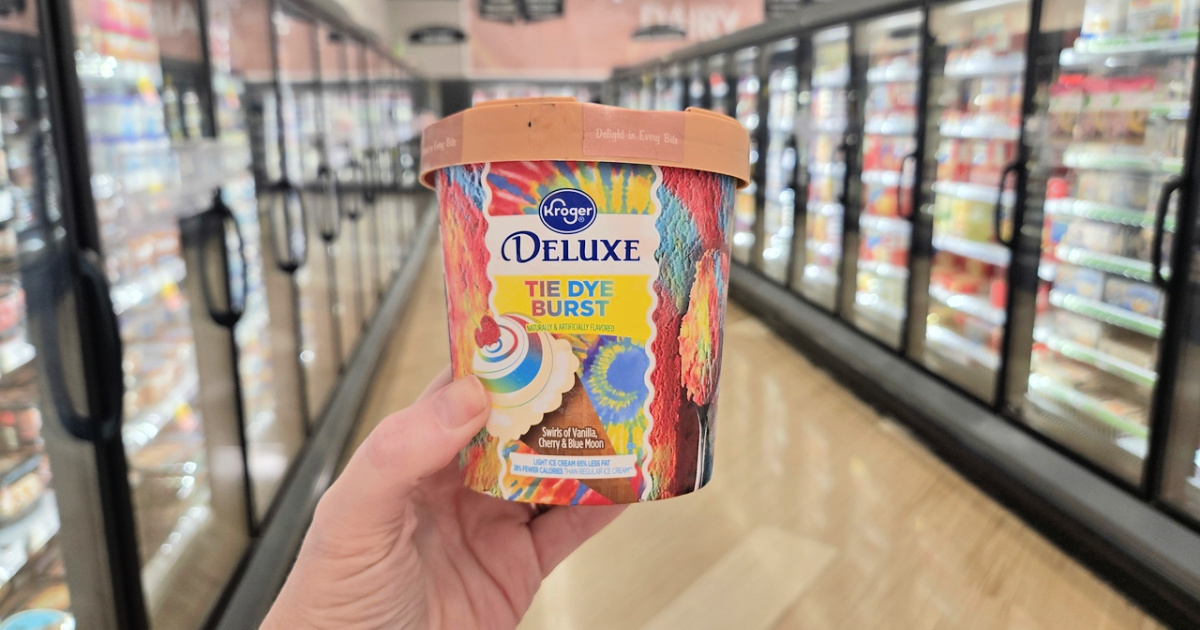 DAIRY
Delight in Every Bite
Kroger
DELUXE
TIE DYE
BURST
NATURALLY & ARTIFICIALLY FLAVORED
Swirls of Vanilla,
Cherry & Blue Moon
LIGHT ICE CREAM 65% LESS FAT
38% FEWER CALORIES THAN REGULAR ICE CREAM